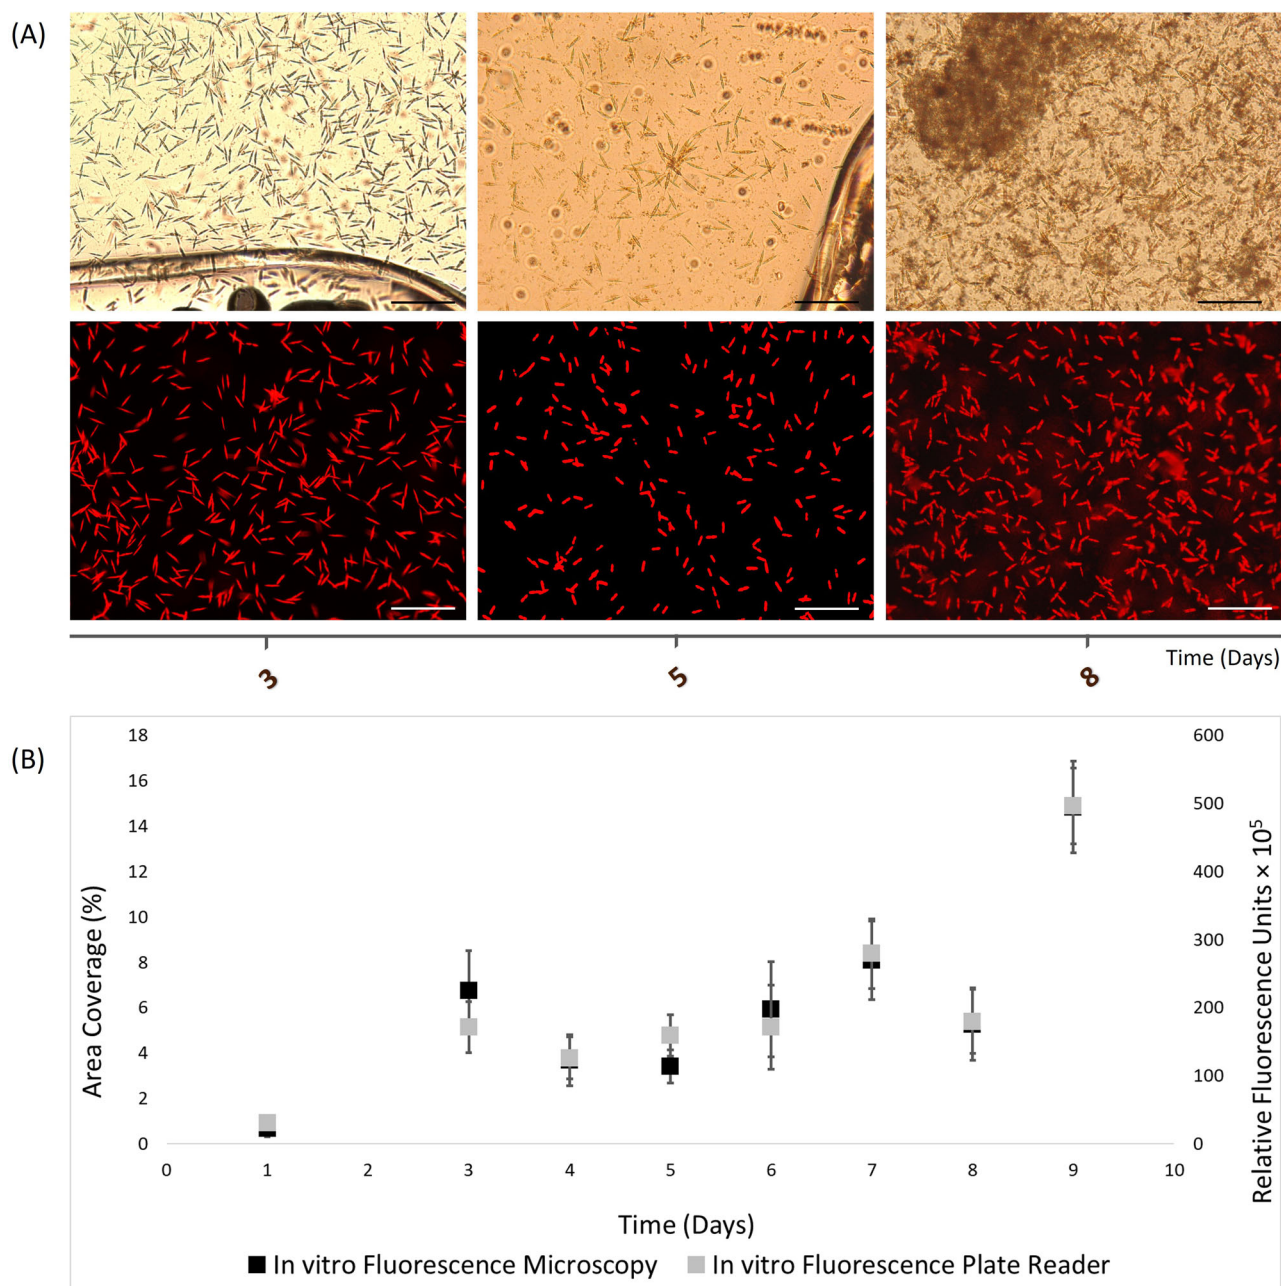 (A)
3
5
8
Time (Days)
(B)
18
16
14
12
10
8
6
4
2
0
Area Coverage (%)
600
500
400
300
200
100
0
Relative Fluorescence Units × 10⁵
0 1 2 3 4 5 6 7 8 9 10
Time (Days)
In vitro Fluorescence Microscopy In vitro Fluorescence Plate Reader